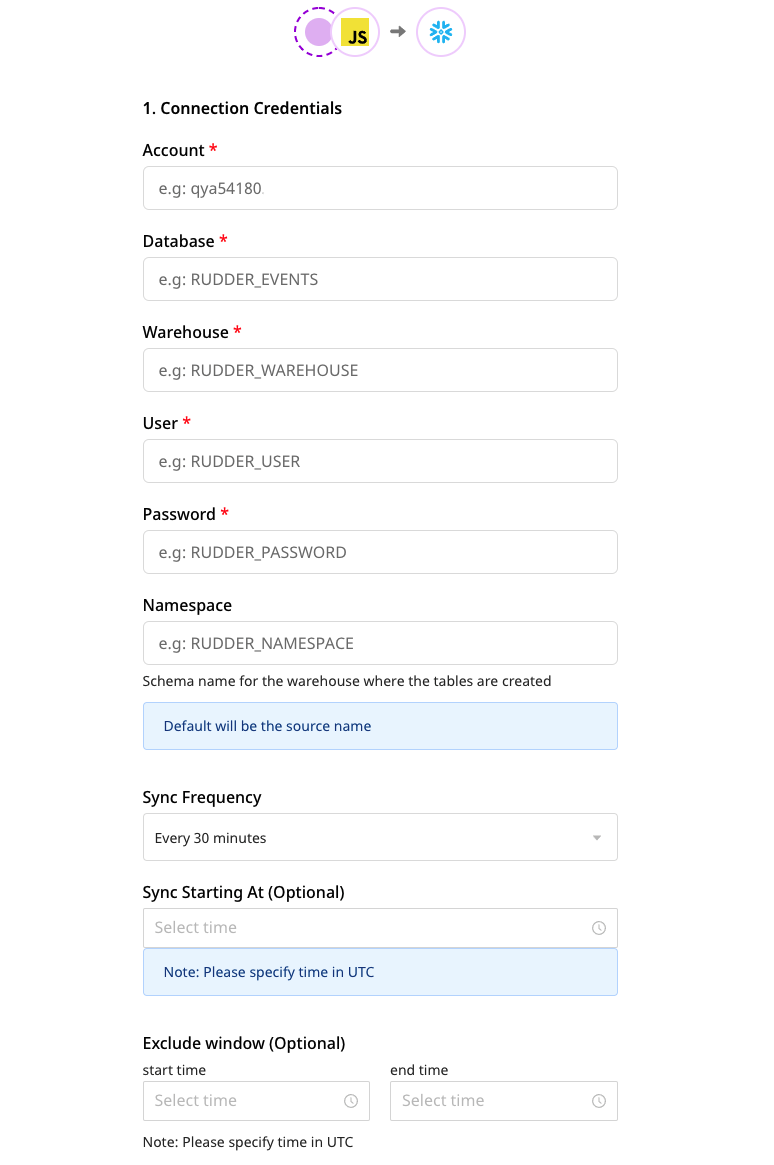 JS
1. Connection Credentials
Account *
e.g: qya54180
Database *
e.g: RUDDER_EVENTS
Warehouse *
e.g: RUDDER_WAREHOUSE
User *
e.g: RUDDER_USER
Password *
e.g: RUDDER_PASSWORD
Namespace
e.g: RUDDER_NAMESPACE
Schema name for the warehouse where the tables are created
Default will be the source name
Sync Frequency
Every 30 minutes
Sync Starting At (Optional)
Select time
Note: Please specify time in UTC
Exclude window (Optional)
start time end time
Select time Select time
Note: Please specify time in UTC